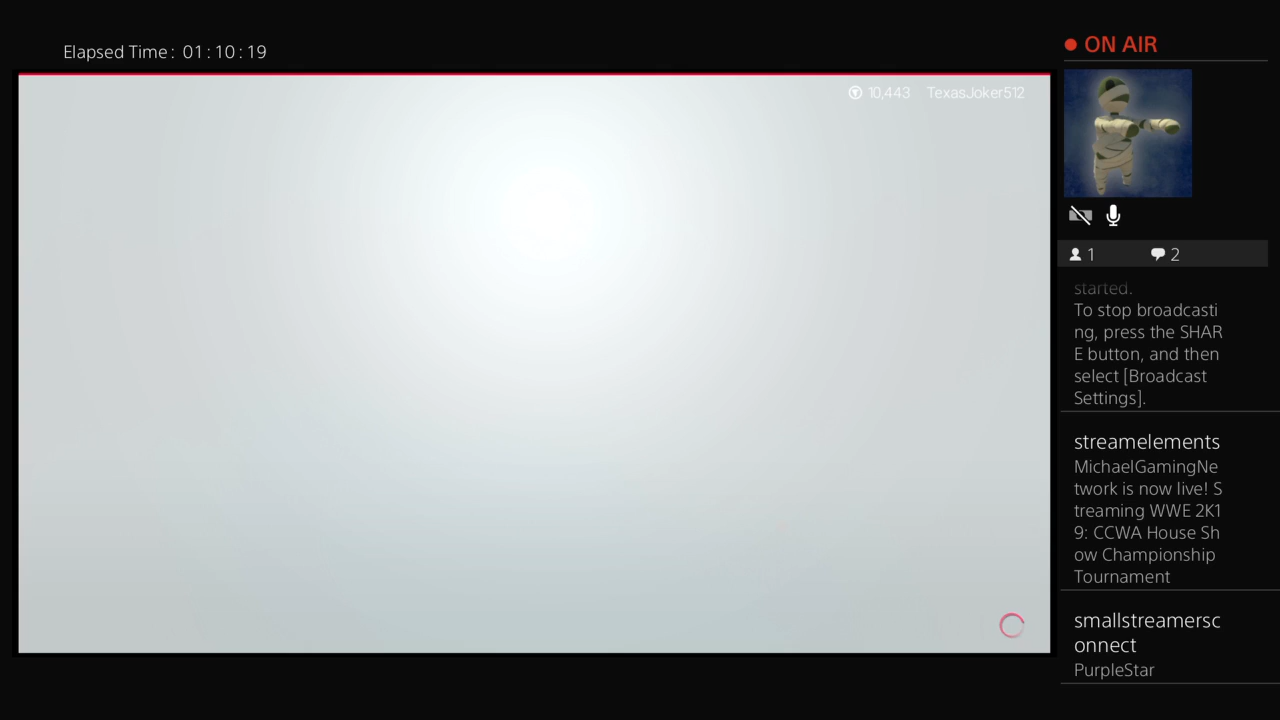 Elapsed Time: 01:10:19
10,443 TexasJoker512
ON AIR
1 2
started.
To stop broadcasti
ng, press the SHAR
E button, and then
select [Broadcast
Settings].
streamelements
MichaelGamingNe
twork is now live! S
treaming WWE 2K1
9: CCWA House Sh
ow Championship
Tournament
smallstreamersc
onnect
PurpleStar